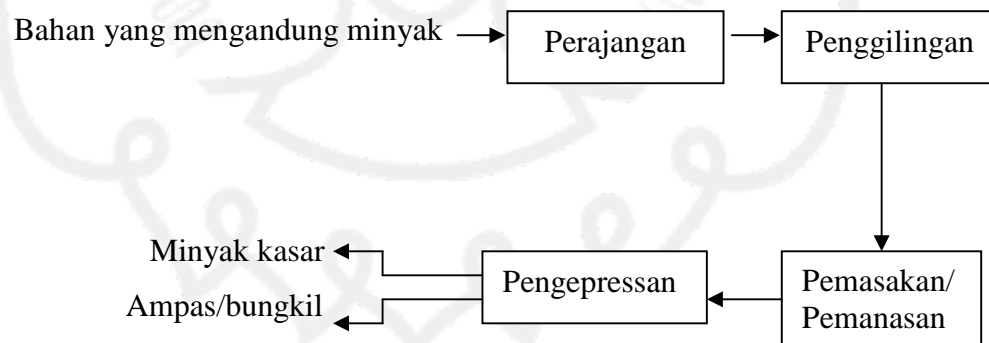 Bahan yang mengandung minyak
Perajangan
Penggilingan
Pemasakan/
Pemanasan
Pengepressan
Minyak kasar
Ampas/bungkil